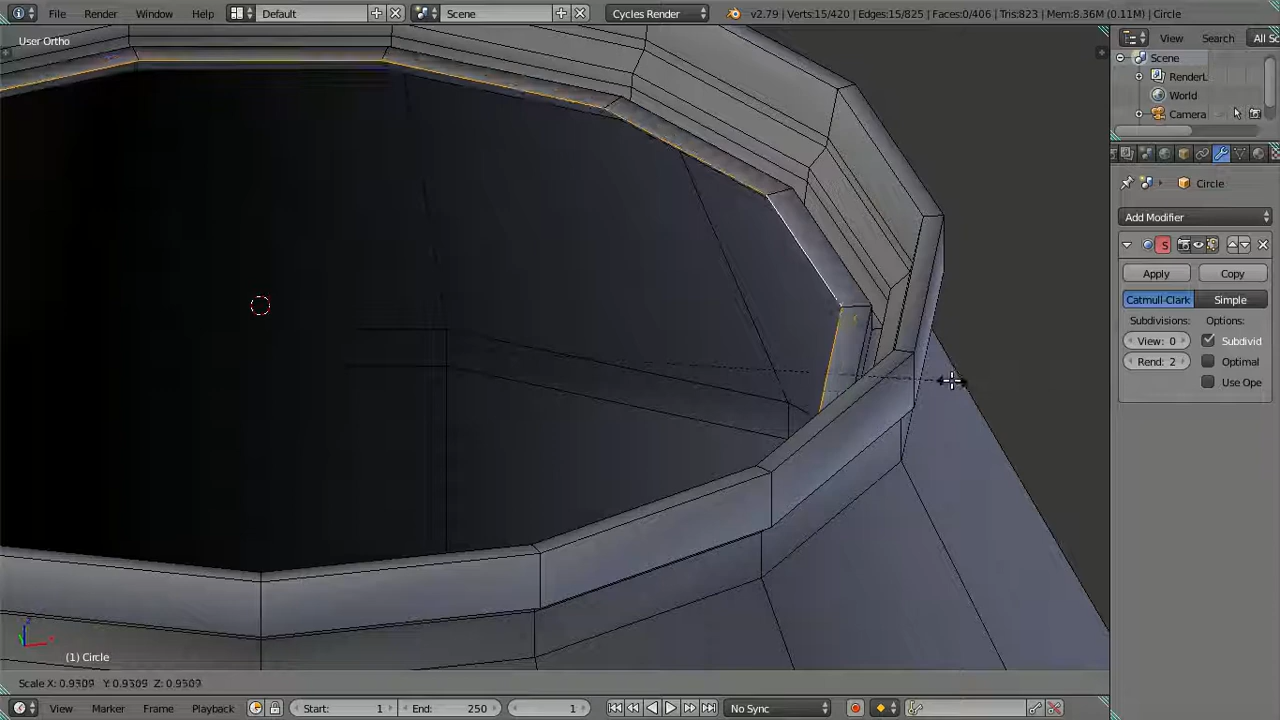 File Render Window Help Default Scene Cycles Render v2.79 | Verts:15/420 | Edges:15/825 | Faces:0/406 | Tris:823 | Mem:8.36M (0.11M) | Circle
User Ortho
View Search All Sc
Scene
RenderL
World
Camera
Circle
Add Modifier
S
Apply Copy
Catmull-Clark Simple
Subdivisions: Options:
View: 0 Subdivid
Rend: 2 Optimal
Use Ope
(1) Circle
Scale X: 0.9309 Y: 0.9309 Z: 0.9309
View Marker Frame Playback Start: 1 End: 250 1 No Sync